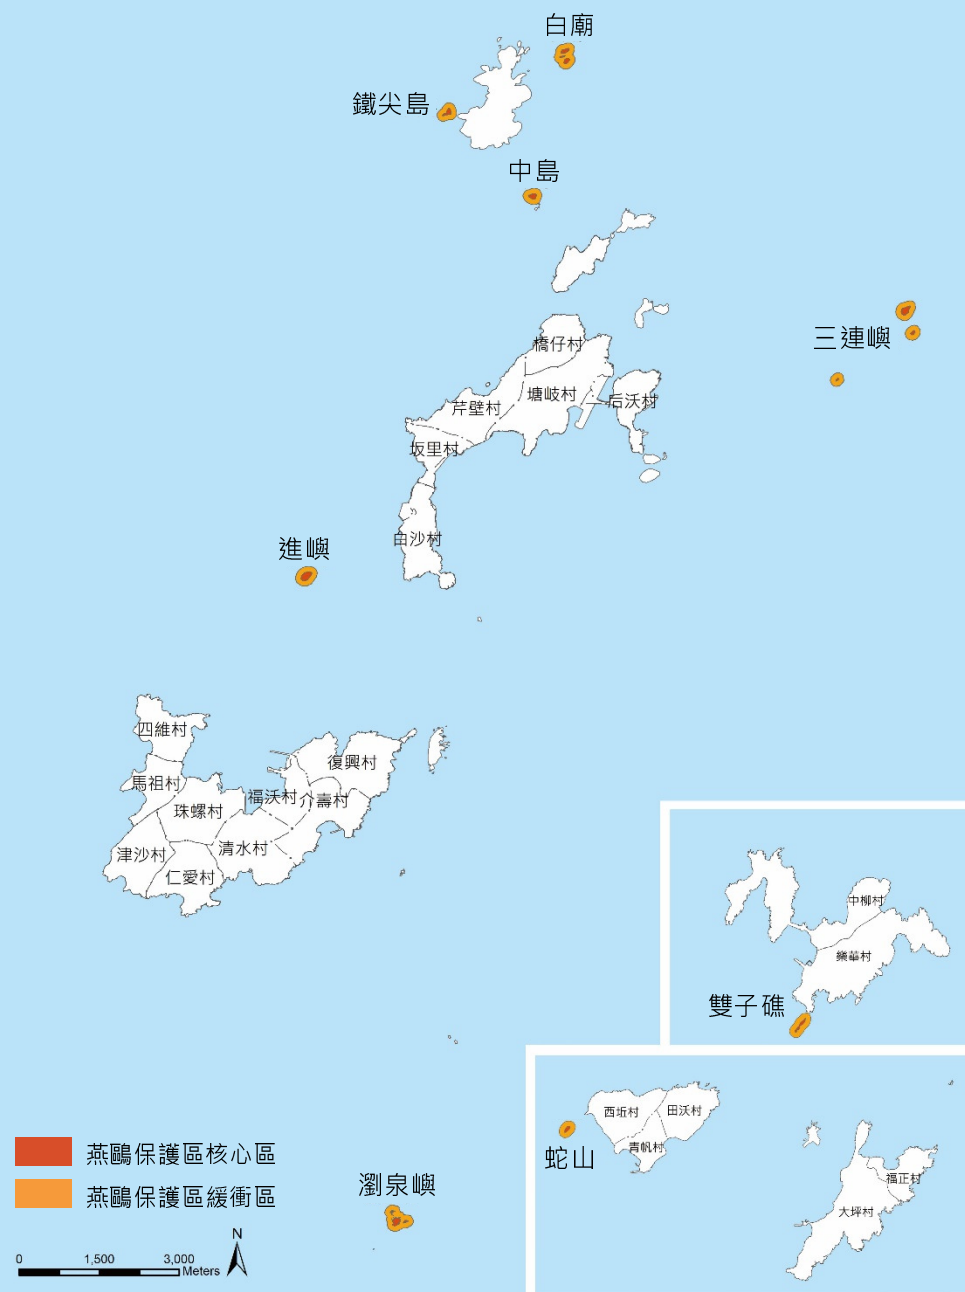 白廟
鐵尖島
中島
三連嶼
橋仔村
塘岐村
后沃村
芹壁村
坂里村
白沙村
進嶼
四維村
復興村
馬祖村
福沃村
介壽村
珠螺村
清水村
津沙村
仁愛村
中柳村
樂華村
雙子礁
西坵村
田沃村
青帆村
蛇山
福正村
大坪村
瀏泉嶼
燕鷗保護區核心區
燕鷗保護區緩衝區
N
0 1,500 3,000
Meters